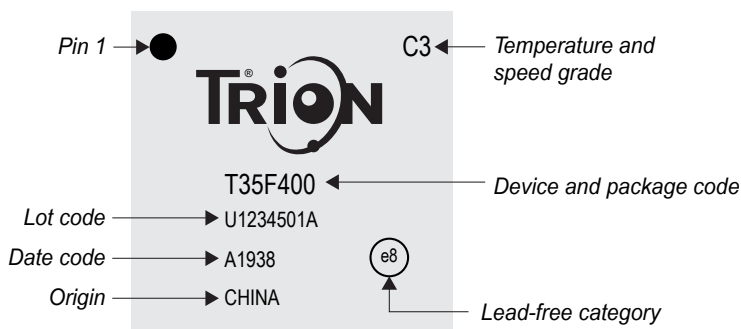 Pin 1
C3
Temperature and
speed grade
TRION®
T35F400
Device and package code
Lot code
U1234501A
Date code
A1938
e8
Origin
CHINA
Lead-free category